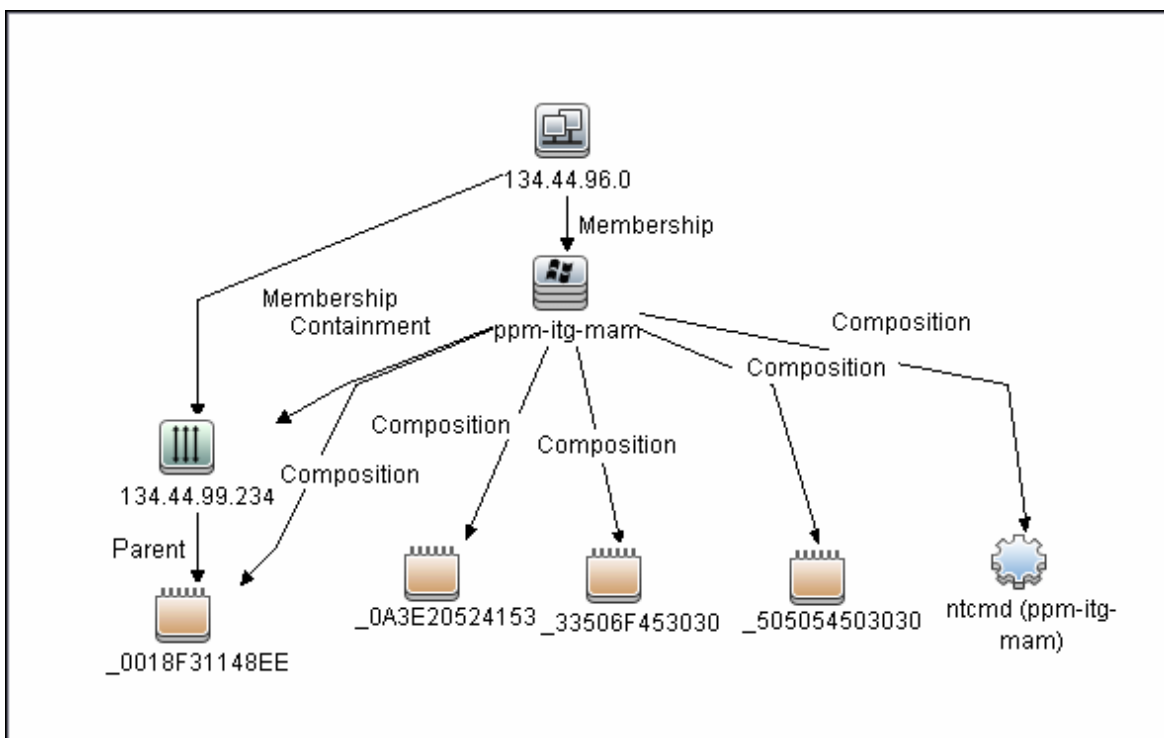 134.44.96.0
Membership
ppm-itg-mam
Membership
Containment
Composition
Composition
Composition
Composition
Composition
134.44.99.234
Parent
_0018F31148EE
_0A3E20524153
_33506F453030
_505054503030
ntcmd (ppm-itg-
mam)